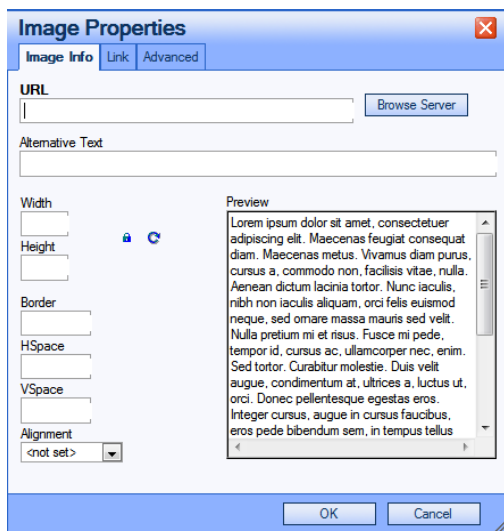 Image Properties
Image Info Link Advanced
URL
Browse Server
Alternative Text
Width
Height
Border
HSpace
VSpace
Alignment
<not set>
Preview
Lorem ipsum dolor sit amet, consectetuer
adipiscing elit. Maecenas feugiat consequat
diam. Maecenas metus. Vivamus diam purus,
cursus a, commodo non, facilisis vitae, nulla.
Aenean dictum lacinia tortor. Nunc iaculis,
nibh non iaculis aliquam, orci felis euismod
neque, sed ornare massa mauris sed velit.
Nulla pretium mi et risus. Fusce mi pede,
tempor id, cursus ac, ullamcorper nec, enim.
Sed tortor. Curabitur molestie. Duis velit
augue, condimentum at, ultrices a, luctus ut,
orci. Donec pellentesque egestas eros.
Integer cursus, augue in cursus faucibus,
eros pede bibendum sem, in tempus tellus
OK Cancel